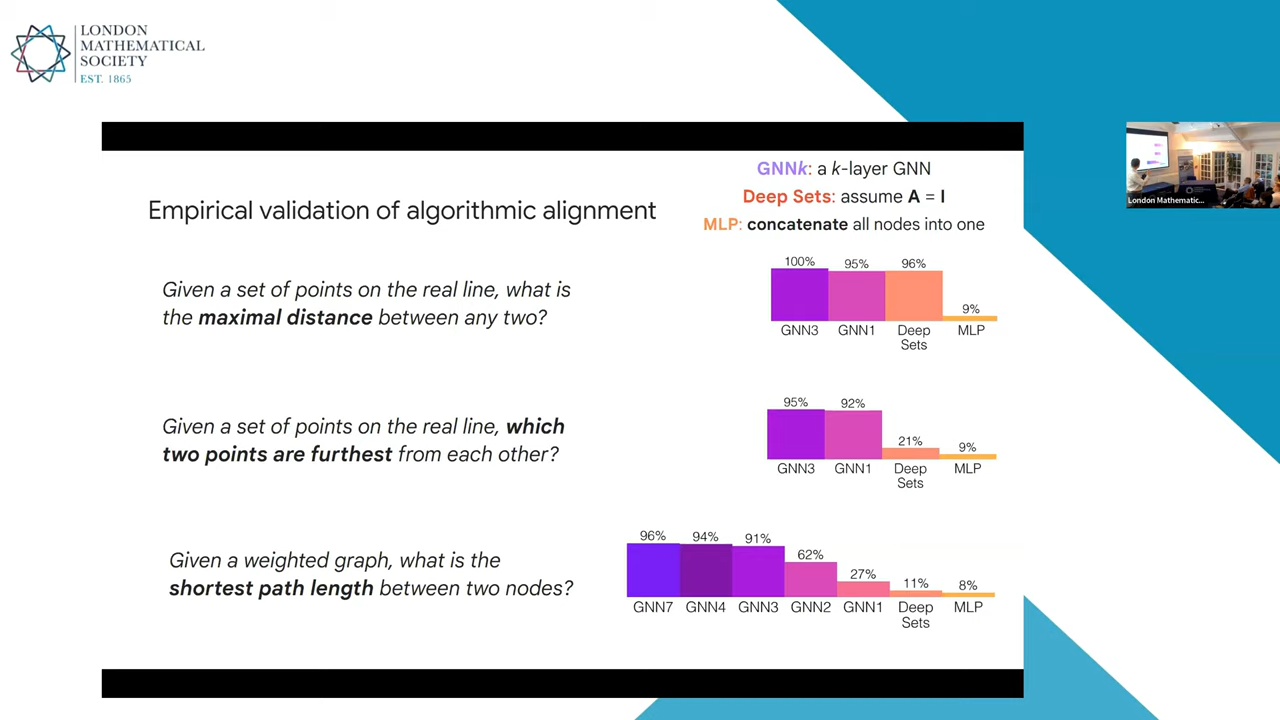 LONDON
MATHEMATICAL
SOCIETY
EST. 1865
GNNk: a k-layer GNN
Deep Sets: assume A = I
MLP: concatenate all nodes into one
Empirical validation of algorithmic alignment
Given a set of points on the real line, what is
the maximal distance between any two?
100% 95% 96% 9%
GNN3 GNN1 Deep Sets MLP
Given a set of points on the real line, which
two points are furthest from each other?
95% 92% 21% 9%
GNN3 GNN1 Deep Sets MLP
Given a weighted graph, what is the
shortest path length between two nodes?
96% 94% 91% 62% 27% 11% 8%
GNN7 GNN4 GNN3 GNN2 GNN1 Deep Sets MLP
London Mathematic...